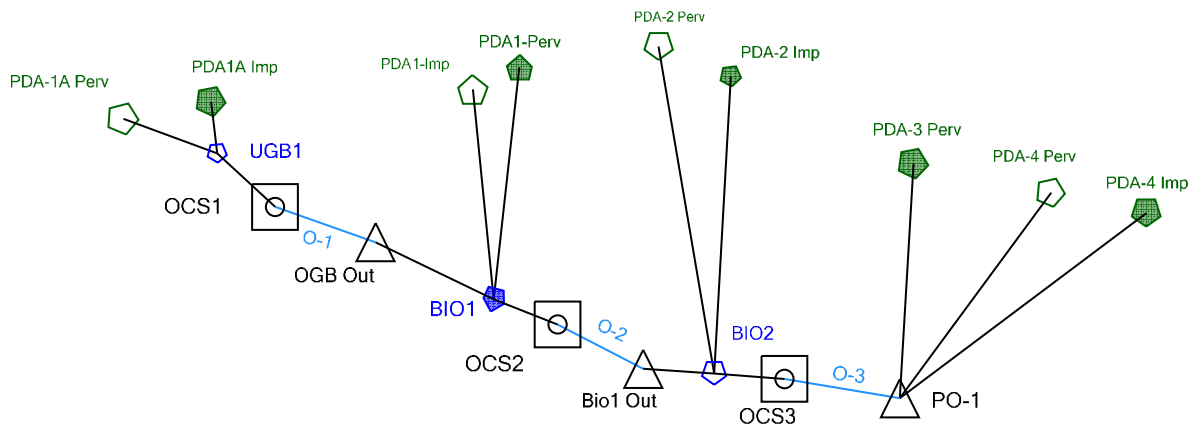 PDA-2 Perv
PDA1-Perv
PDA-2 Imp
PDA1-Imp
PDA1A Imp
PDA-1A Perv
PDA-3 Perv
PDA-4 Perv
PDA-4 Imp
UGB1
OCS1
O-1
OGB Out
BIO1
O-2
BIO2
OCS2
O-3
Bio1 Out
PO-1
OCS3